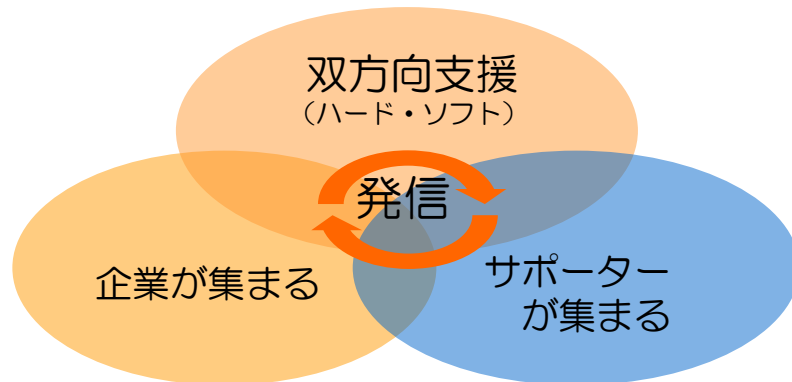 双方向支援
（ハード・ソフト）
発信
企業が集まる
サポーター
が集まる